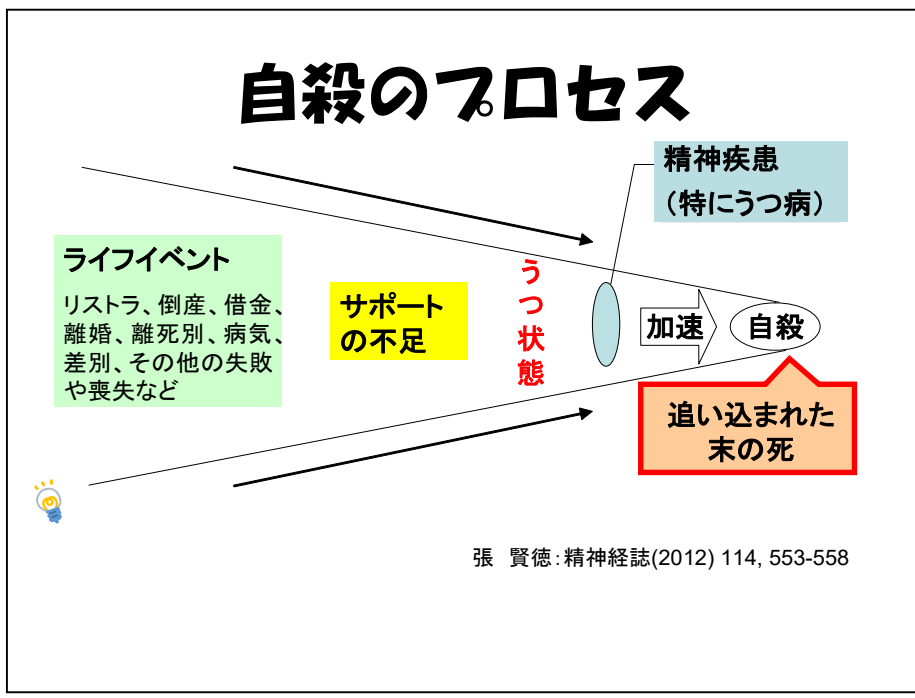 自殺のプロセス
精神疾患
（特にうつ病）
ライフイベント
リストラ、倒産、借金、
離婚、離死別、病気、
差別、その他の失敗
や喪失など
サポート
の不足
うつ状態
加速
自殺
追い込まれた
末の死
張　賢徳：精神経誌(2012) 114, 553-558